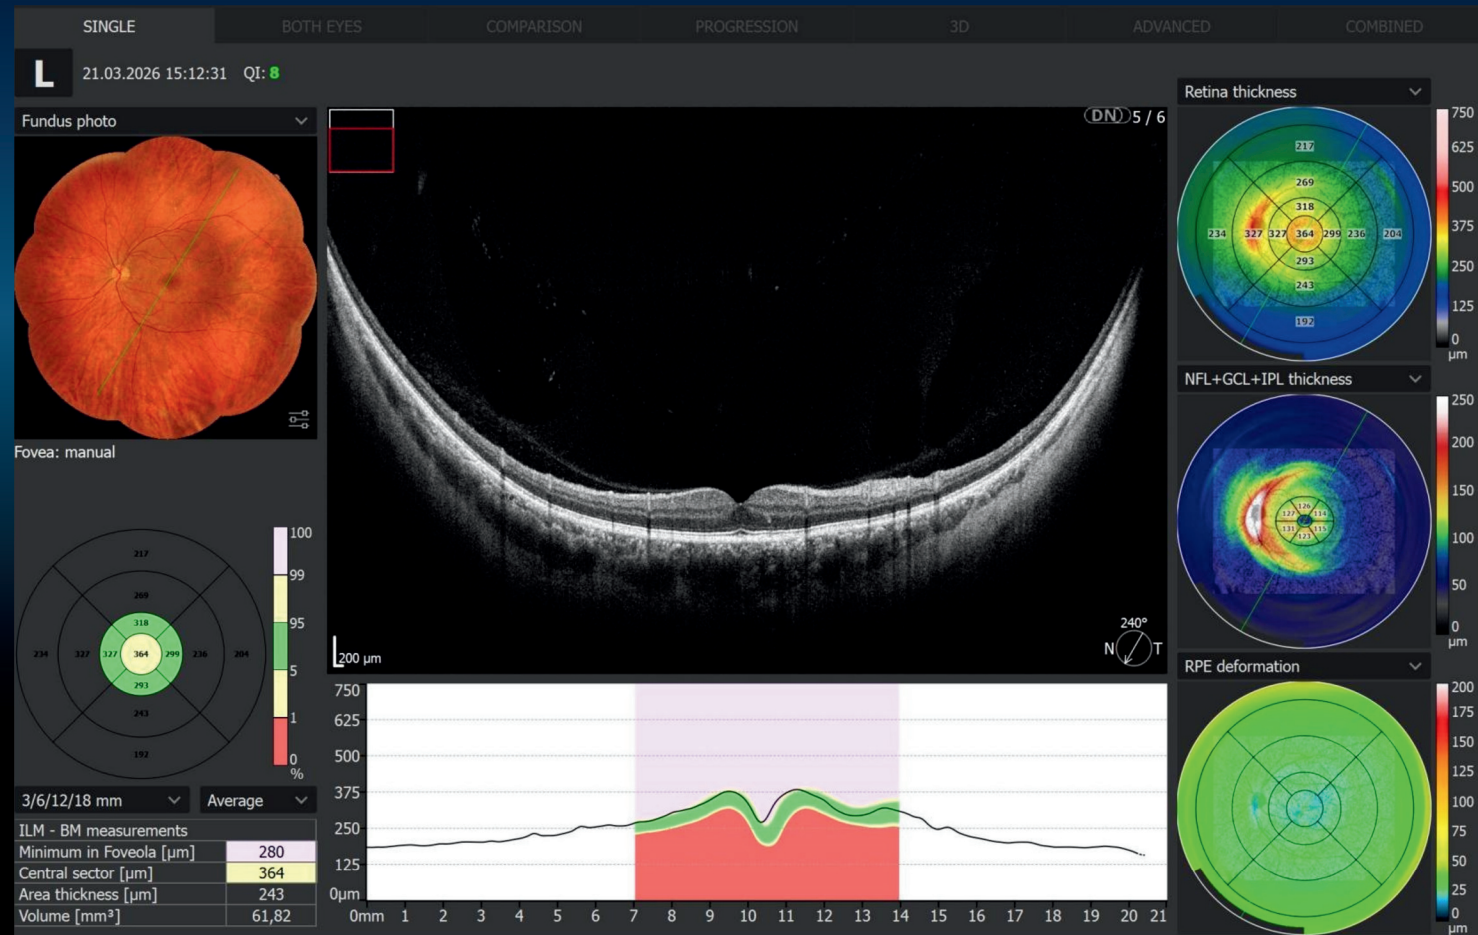 SINGLE BOTH EYES COMPARISON PROGRESSION 3D ADVANCED COMBINED
L 21.03.2026 15:12:31 QI: 8
Fundus photo
Fovea: manual
217
269
318
234 327 327 364 299 236 204
293
243
192
100
99
95
5
1
0
%
3/6/12/18 mm Average
ILM - BM measurements
Minimum in Foveola [µm] 280
Central sector [µm] 364
Area thickness [µm] 243
Volume [mm³] 61,82
DN 5 / 6
200 µm
240°
N T
750
625
500
375
250
125
0µm
0mm 1 2 3 4 5 6 7 8 9 10 11 12 13 14 15 16 17 18 19 20 21
Retina thickness
217
269
318
234 327 327 364 299 236 204
293
243
192
750
625
500
375
250
125
0
µm
NFL+GCL+IPL thickness
126
127 114
131 115
123
250
200
150
100
50
0
µm
RPE deformation
200
175
150
125
100
75
50
25
0
µm